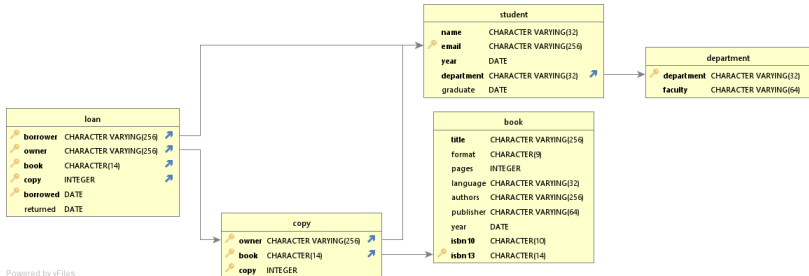 student
name CHARACTER VARYING(32)
email CHARACTER VARYING(256)
year DATE
department CHARACTER VARYING(32)
graduate DATE
department
department CHARACTER VARYING(32)
faculty CHARACTER VARYING(64)
loan
borrower CHARACTER VARYING(256)
owner CHARACTER VARYING(256)
book CHARACTER(14)
copy INTEGER
borrowed DATE
returned DATE
book
title CHARACTER VARYING(256)
format CHARACTER(9)
pages INTEGER
language CHARACTER VARYING(32)
authors CHARACTER VARYING(256)
publisher CHARACTER VARYING(64)
year DATE
isbn10 CHARACTER(10)
isbn13 CHARACTER(14)
copy
owner CHARACTER VARYING(256)
book CHARACTER(14)
copy INTEGER
Powered by yFiles